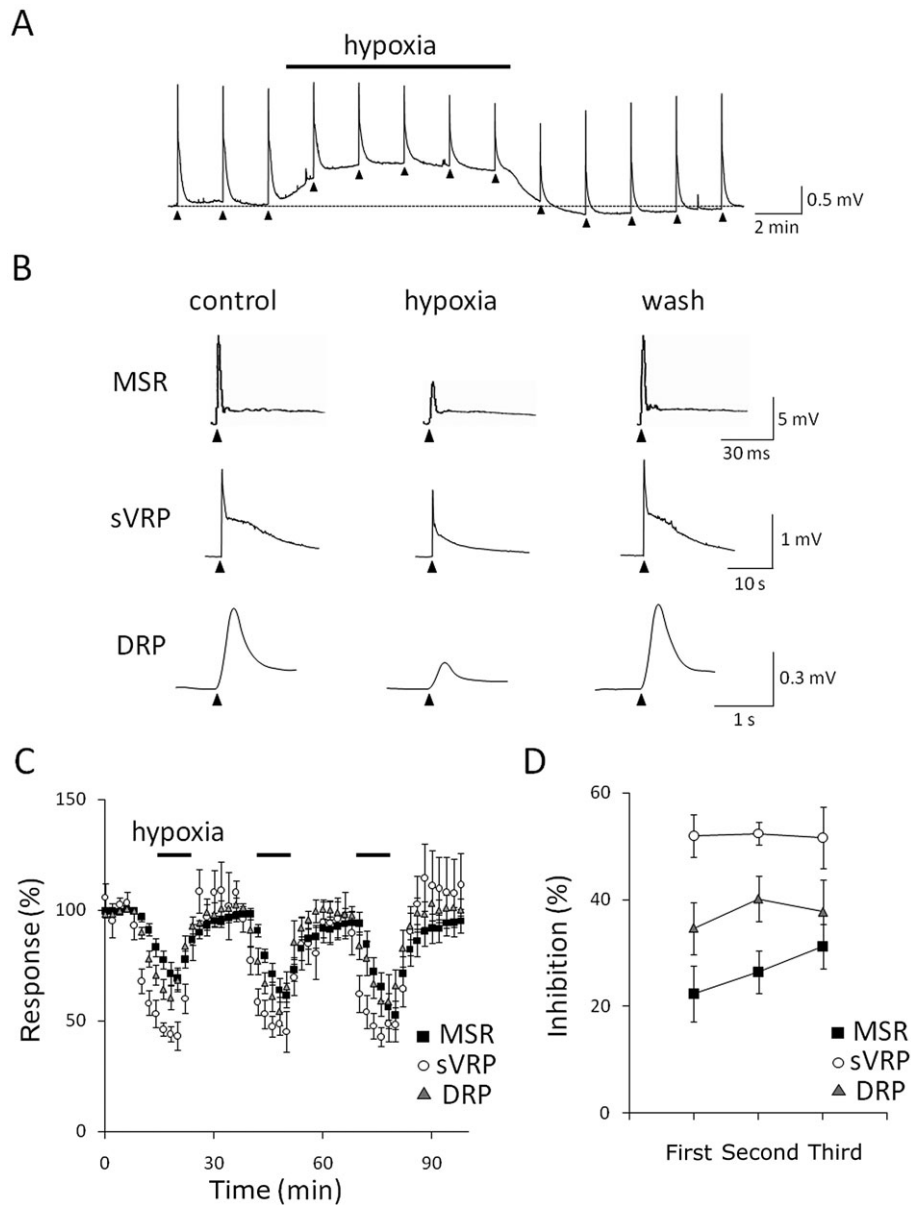 A
hypoxia
0.5 mV
2 min
B
control hypoxia wash
MSR
5 mV
30 ms
sVRP
1 mV
10 s
DRP
0.3 mV
1 s
C
150
hypoxia
100
Response (%)
50
MSR
sVRP
DRP
0
0 30 60 90
Time (min)
D
60
40
Inhibition (%)
20
MSR
sVRP
DRP
0
First Second Third